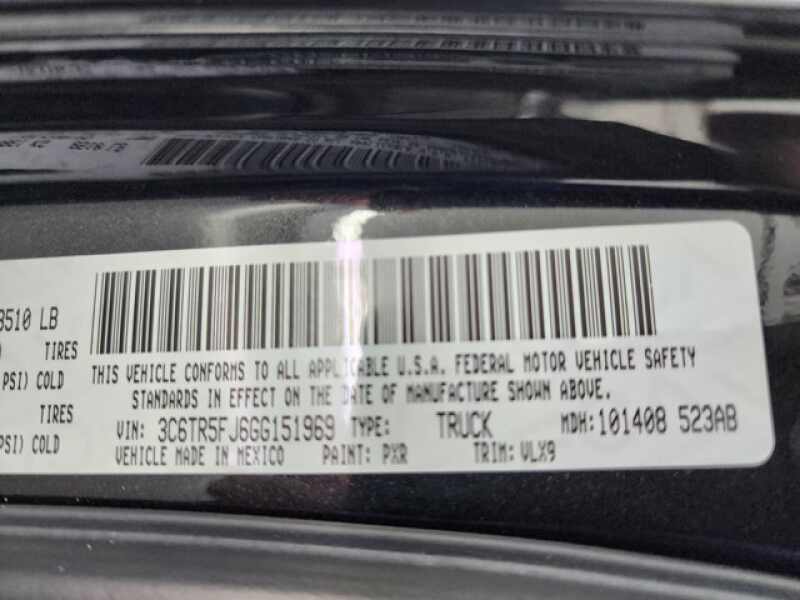 8510 LB
TIRES
PSI) COLD
TIRES
PSI) COLD
THIS VEHICLE CONFORMS TO ALL APPLICABLE U.S.A. FEDERAL MOTOR VEHICLE SAFETY
STANDARDS IN EFFECT ON THE DATE OF MANUFACTURE SHOWN ABOVE.
VIN: 3C6TR5FJ6GG151969 TYPE: TRUCK MDH: 101408 523AB
VEHICLE MADE IN MEXICO PAINT: PXR TRIM: VLX9